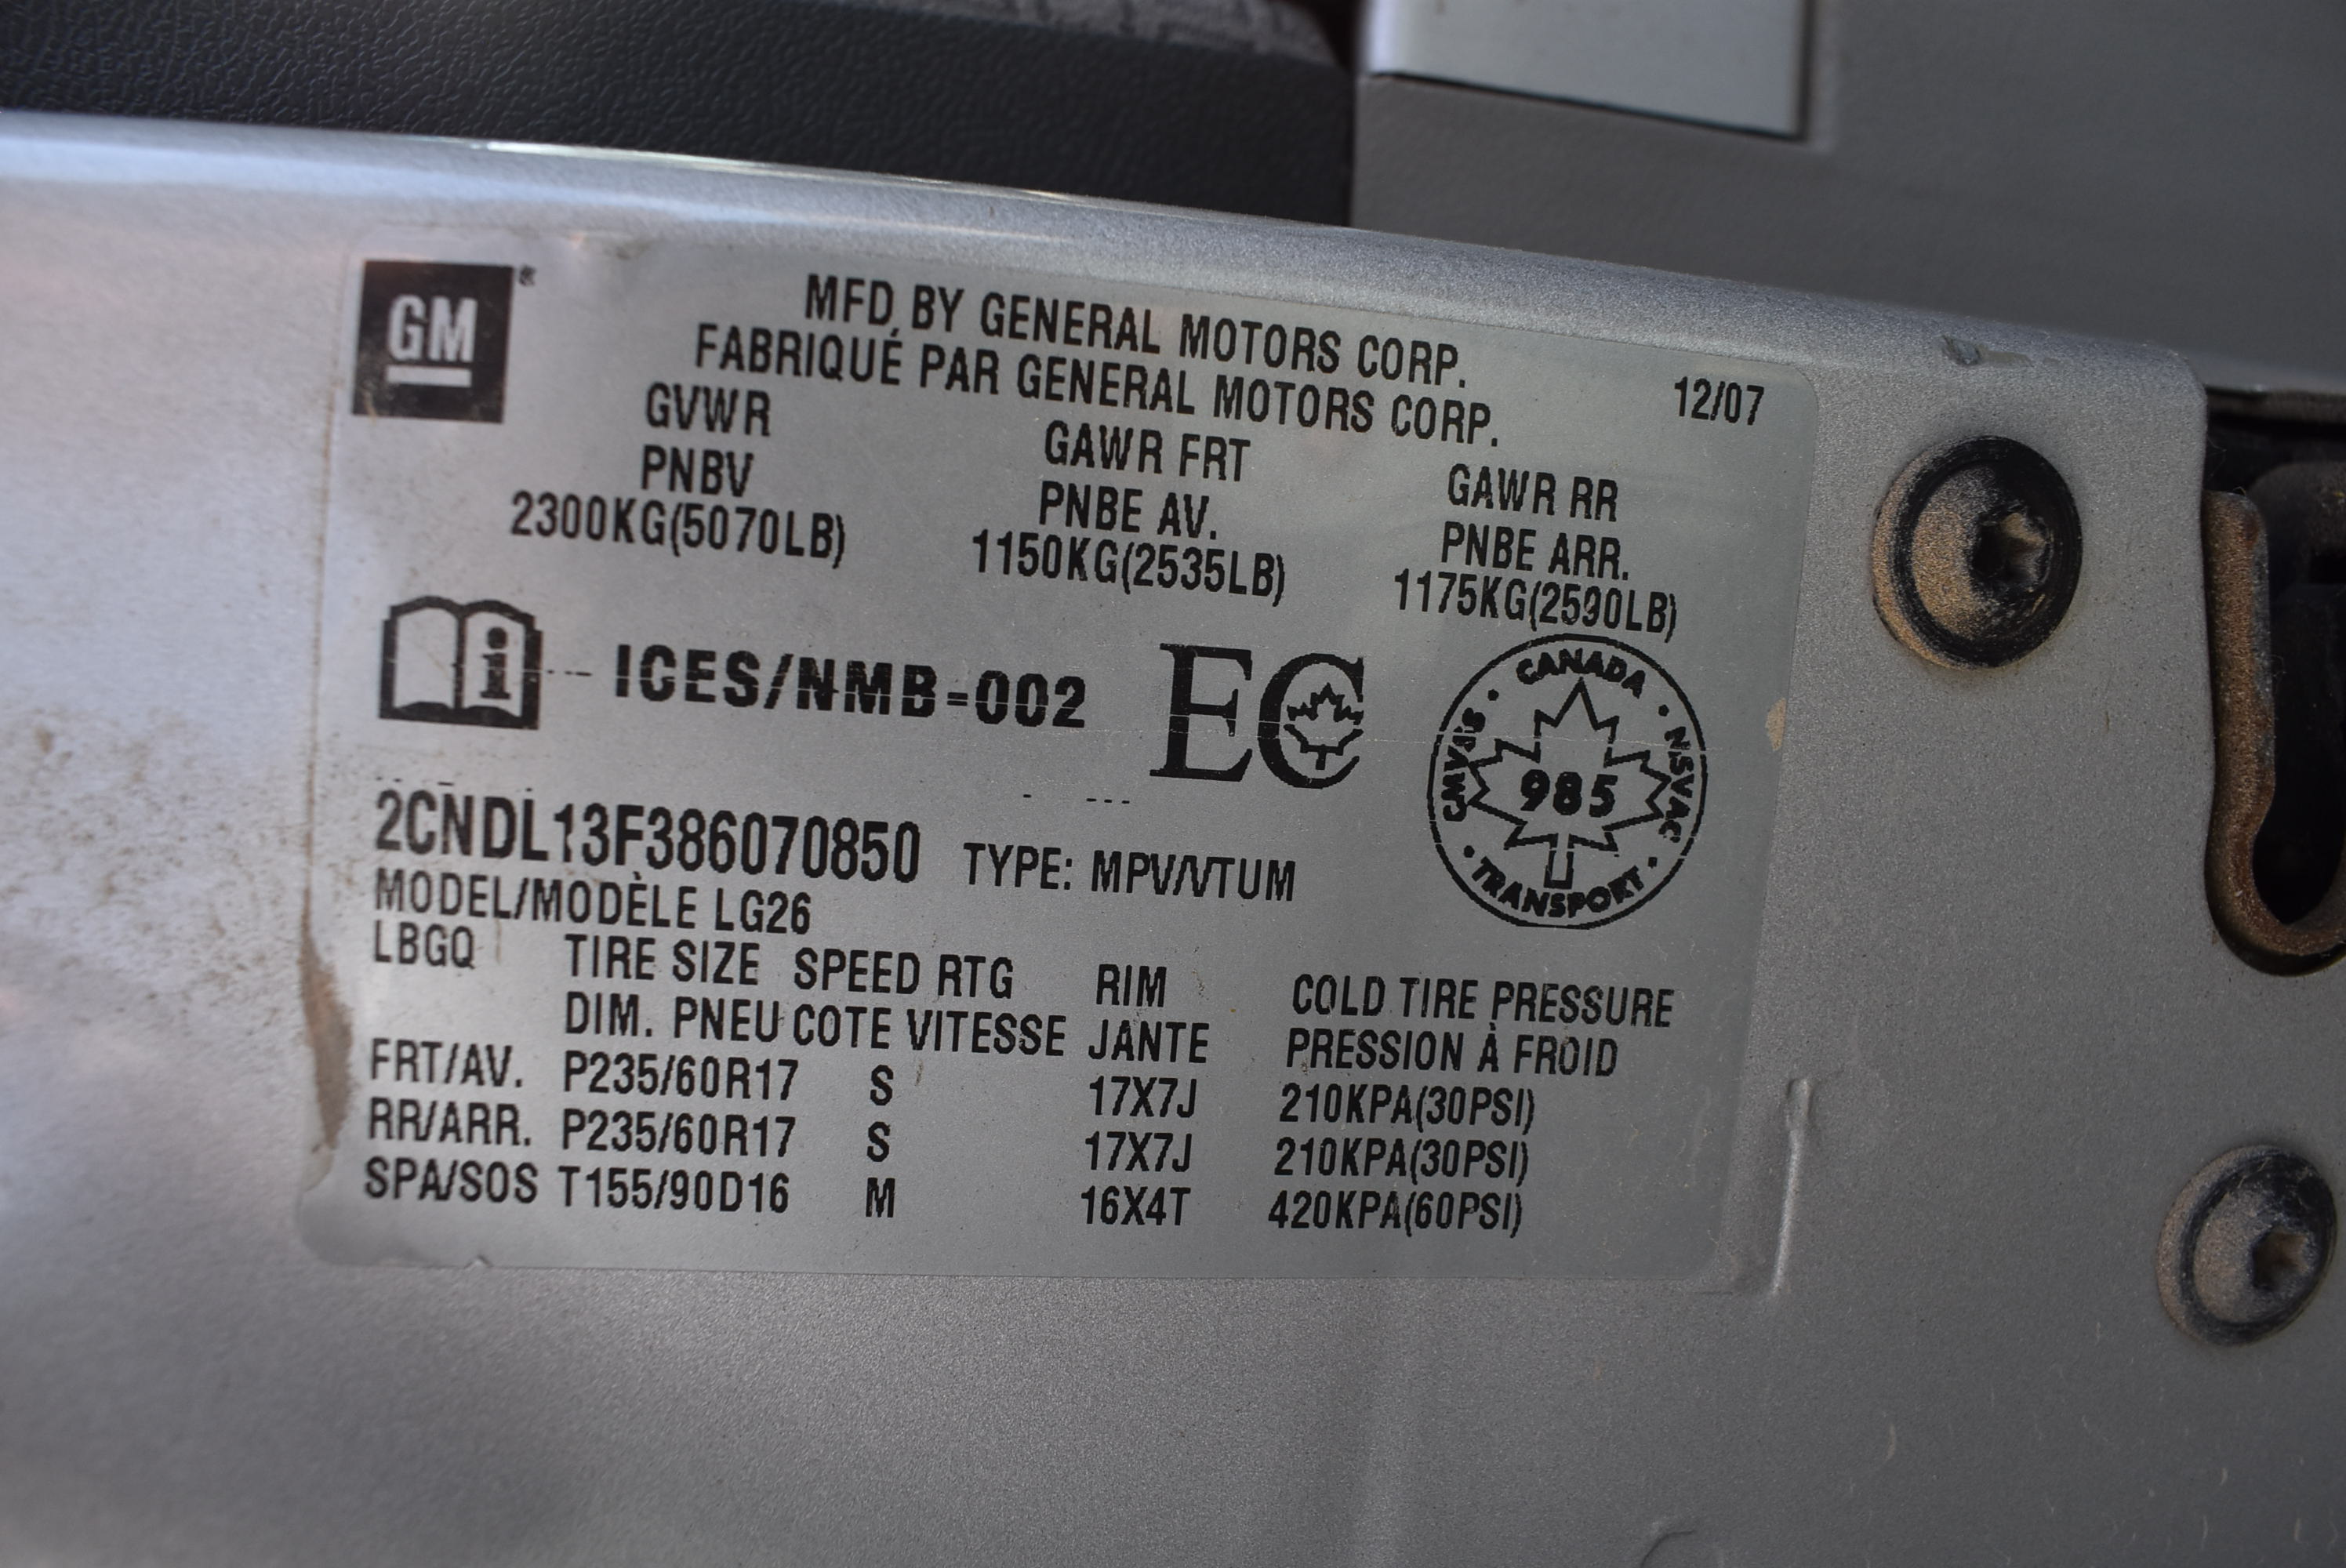 GM®
MFD BY GENERAL MOTORS CORP.
FABRIQUÉ PAR GENERAL MOTORS CORP.
12/07
GVWR GAWR FRT GAWR RR
PNBV PNBE AV. PNBE ARR.
2300KG(5070LB) 1150KG(2535LB) 1175KG(2590LB)
i ICES/NMB-002 EC
CANADA
CMVSS · NSVAC
985
TRANSPORT
2CNDL13F386070850 TYPE: MPV/VTUM
MODEL/MODÈLE LG26
LBGQ TIRE SIZE SPEED RTG RIM COLD TIRE PRESSURE
DIM. PNEU COTE VITESSE JANTE PRESSION À FROID
FRT/AV. P235/60R17 S 17X7J 210KPA(30PSI)
RR/ARR. P235/60R17 S 17X7J 210KPA(30PSI)
SPA/SOS T155/90D16 M 16X4T 420KPA(60PSI)